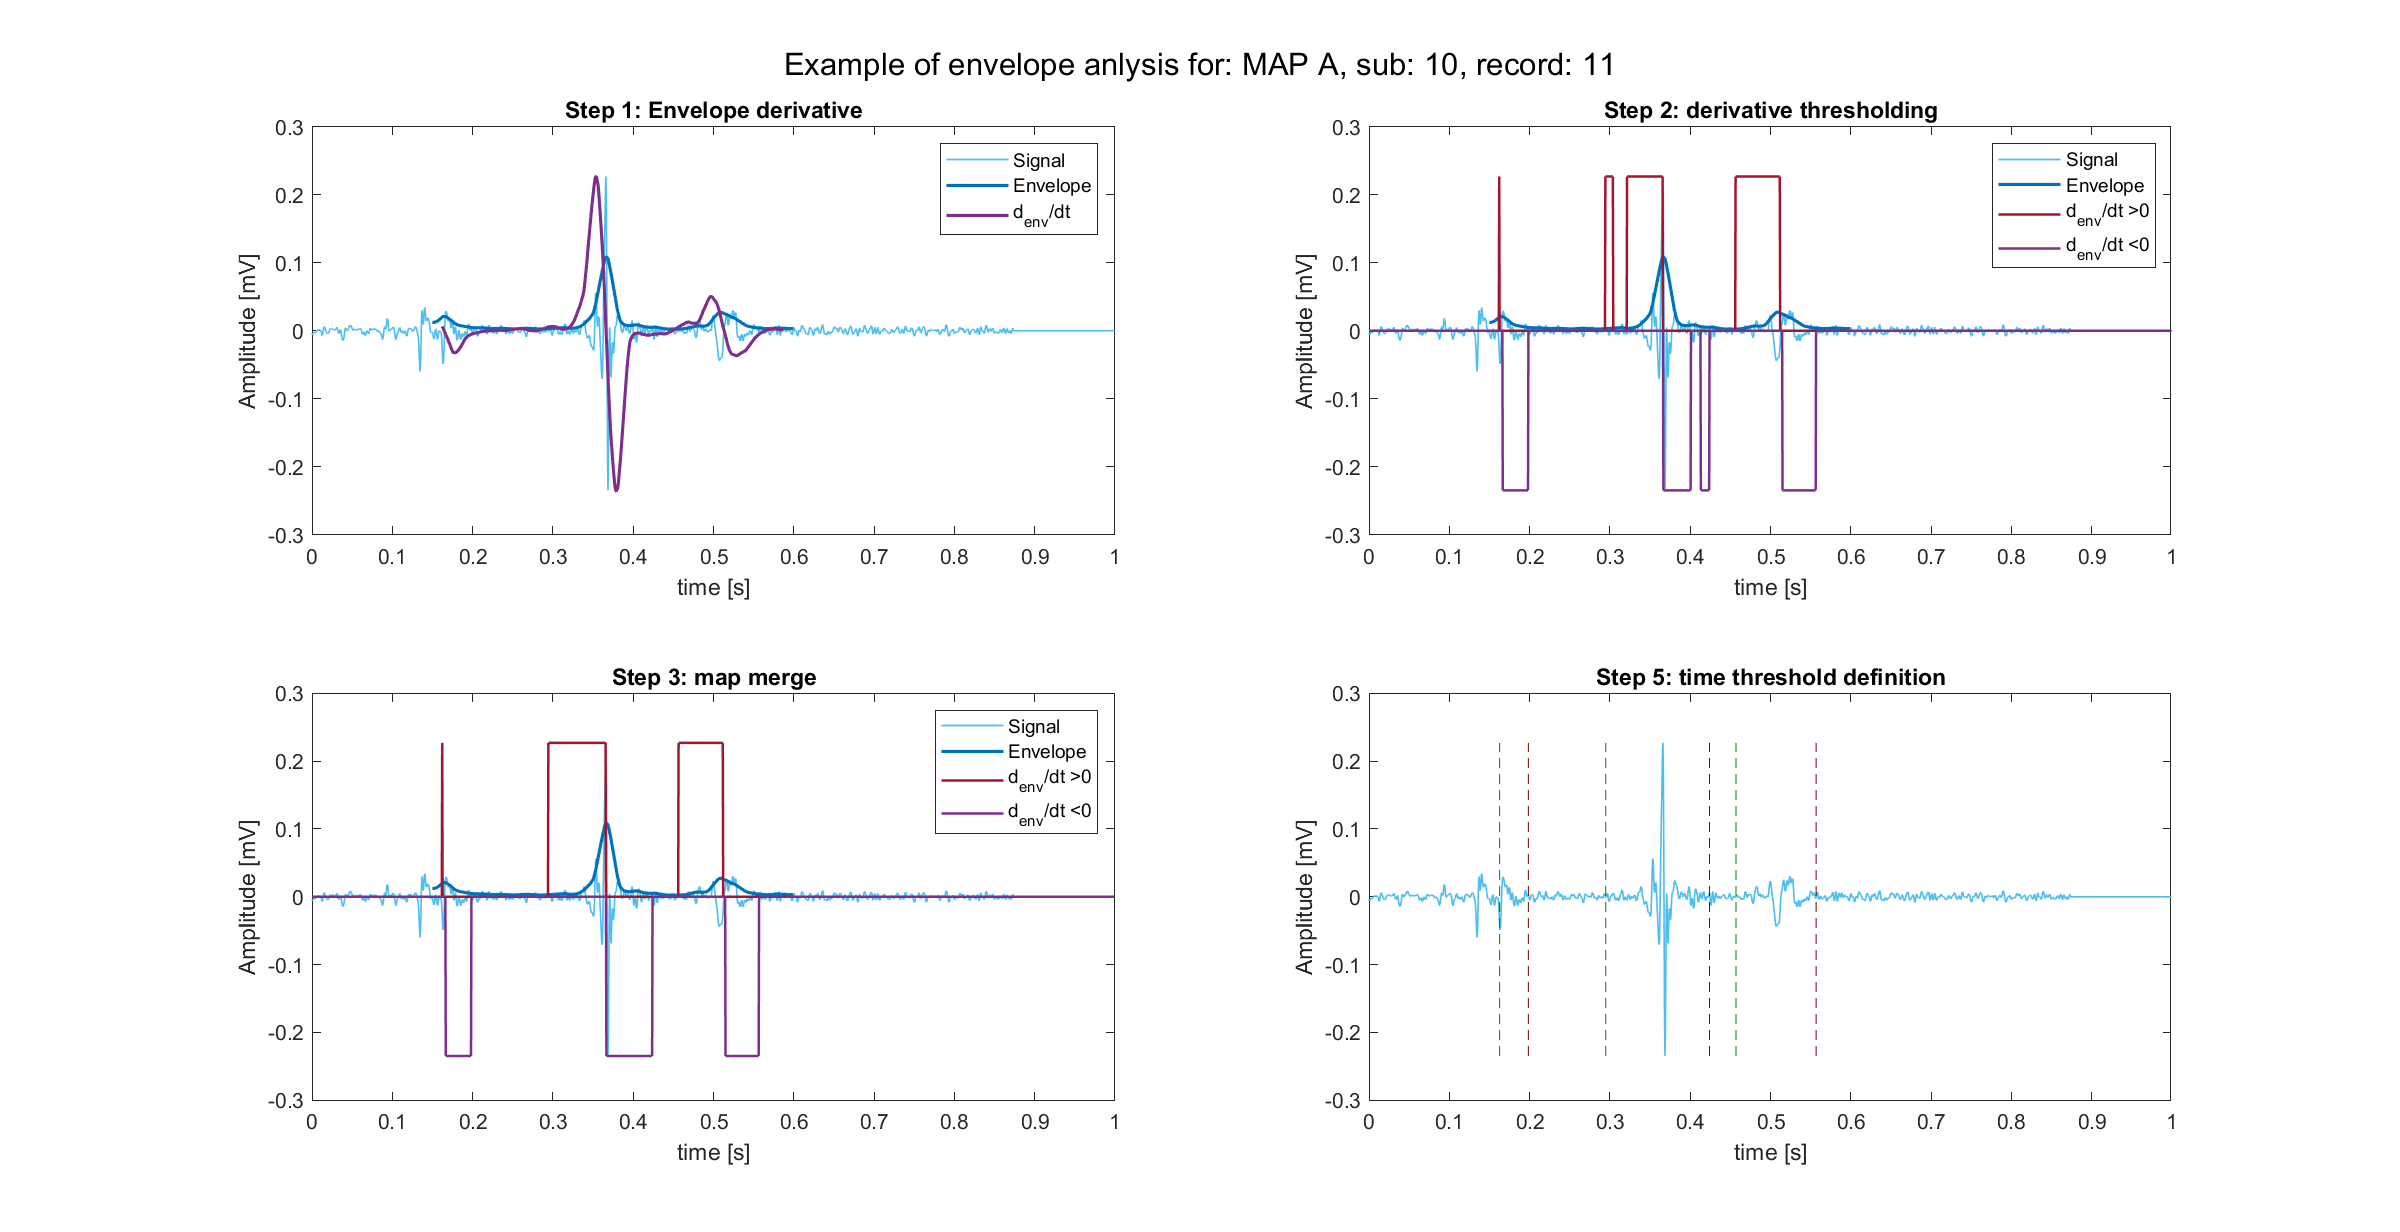 Example of envelope anlysis for: MAP A, sub: 10, record: 11
Step 1: Envelope derivative
0.3
0.2
0.1
0
-0.1
-0.2
-0.3
Amplitude [mV]
0 0.1 0.2 0.3 0.4 0.5 0.6 0.7 0.8 0.9 1
time [s]
Signal
Envelope
d_env/dt
Step 2: derivative thresholding
0.3
0.2
0.1
0
-0.1
-0.2
-0.3
Amplitude [mV]
0 0.1 0.2 0.3 0.4 0.5 0.6 0.7 0.8 0.9 1
time [s]
Signal
Envelope
d_env/dt >0
d_env/dt <0
Step 3: map merge
0.3
0.2
0.1
0
-0.1
-0.2
-0.3
Amplitude [mV]
0 0.1 0.2 0.3 0.4 0.5 0.6 0.7 0.8 0.9 1
time [s]
Signal
Envelope
d_env/dt >0
d_env/dt <0
Step 5: time threshold definition
0.3
0.2
0.1
0
-0.1
-0.2
-0.3
Amplitude [mV]
0 0.1 0.2 0.3 0.4 0.5 0.6 0.7 0.8 0.9 1
time [s]